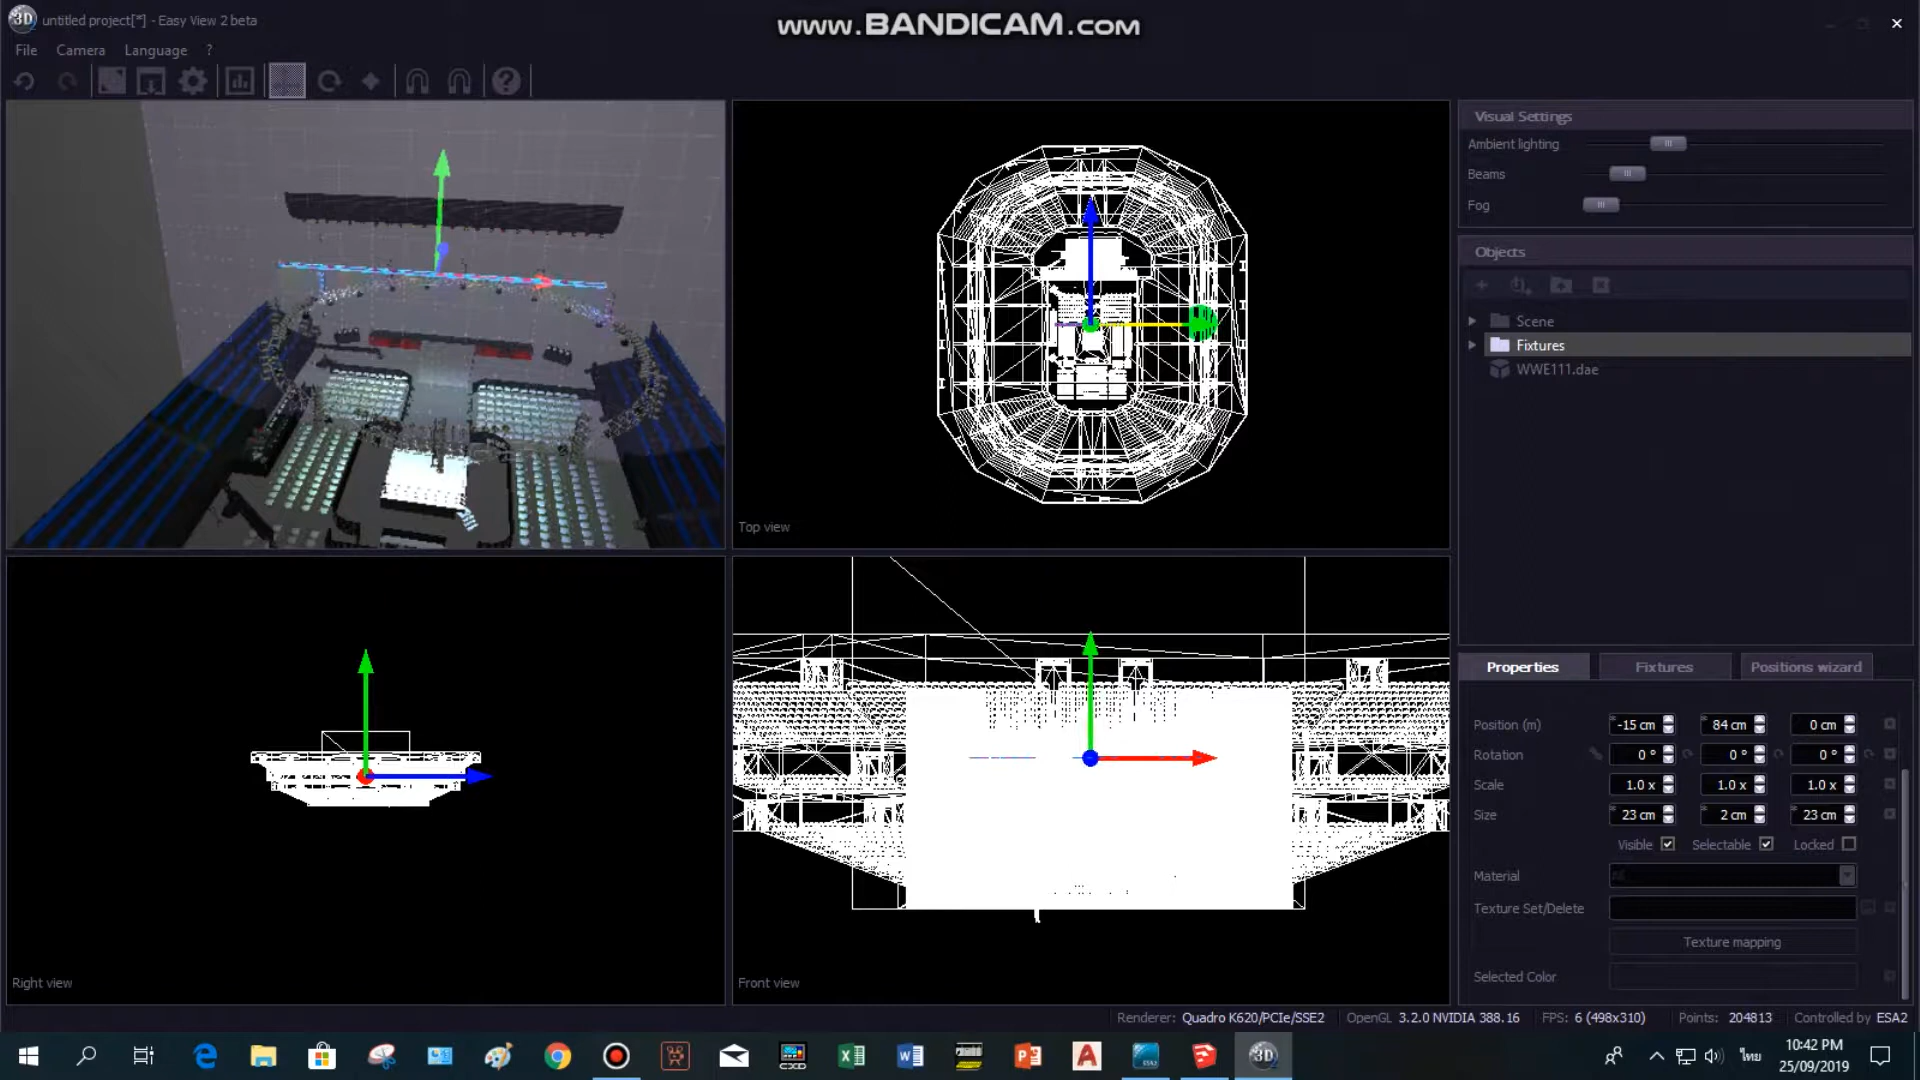 3D untitled project[*] - Easy View 2 beta
www.BANDICAM.com
File Camera Language ?
Visual Settings
Ambient lighting
Beams
Fog
Objects
Scene
Fixtures
WWE111.dae
Top view
Properties Fixtures Positions wizard
Position (m) -15 cm 84 cm 0 cm
Rotation 0 ° 0 ° 0 °
Scale 1.0 x 1.0 x 1.0 x
Size 23 cm 2 cm 23 cm
Visible Selectable Locked
Material
Texture Set/Delete
Texture mapping
Selected Color
Right view
Front view
Renderer: Quadro K620/PCIe/SSE2 OpenGL 3.2.0 NVIDIA 388.16 FPS: 6 (498x310) Points: 204813 Controlled by ESA2
ไทย
10:42 PM
25/09/2019